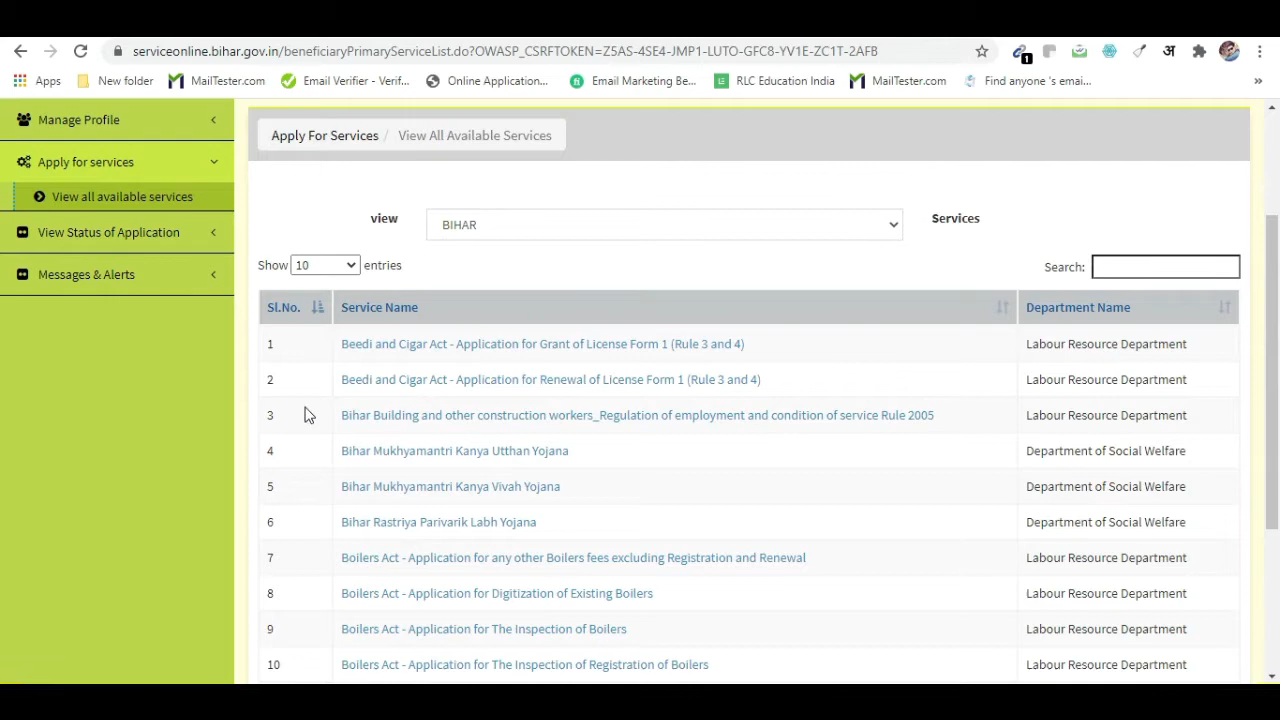 serviceonline.bihar.gov.in/beneficiaryPrimaryServiceList.do?OWASP_CSRFTOKEN=Z5AS-4SE4-JMP1-LUTO-GFC8-YV1E-ZC1T-2AFB
1 अ
Apps New folder MailTester.com Email Verifier - Verif... Online Application... Email Marketing Be... LE RLC Education India MailTester.com Find anyone 's emai... »
Manage Profile
Apply for services
View all available services
View Status of Application
Messages & Alerts
Apply For Services / View All Available Services
view BIHAR Services
Show 10 entries Search:
Sl.No. Service Name Department Name
1 Beedi and Cigar Act - Application for Grant of License Form 1 (Rule 3 and 4) Labour Resource Department
2 Beedi and Cigar Act - Application for Renewal of License Form 1 (Rule 3 and 4) Labour Resource Department
3 Bihar Building and other construction workers_Regulation of employment and condition of service Rule 2005 Labour Resource Department
4 Bihar Mukhyamantri Kanya Utthan Yojana Department of Social Welfare
5 Bihar Mukhyamantri Kanya Vivah Yojana Department of Social Welfare
6 Bihar Rastriya Parivarik Labh Yojana Department of Social Welfare
7 Boilers Act - Application for any other Boilers fees excluding Registration and Renewal Labour Resource Department
8 Boilers Act - Application for Digitization of Existing Boilers Labour Resource Department
9 Boilers Act - Application for The Inspection of Boilers Labour Resource Department
10 Boilers Act - Application for The Inspection of Registration of Boilers Labour Resource Department